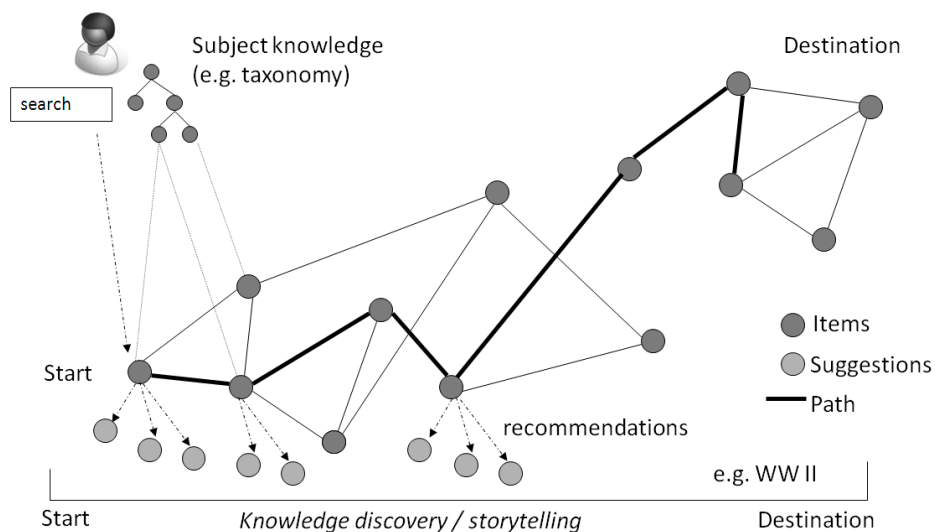 Subject knowledge
(e.g. taxonomy)
Destination
search
Items
Start
Suggestions
Path
recommendations
e.g. WW II
Start
Knowledge discovery / storytelling
Destination